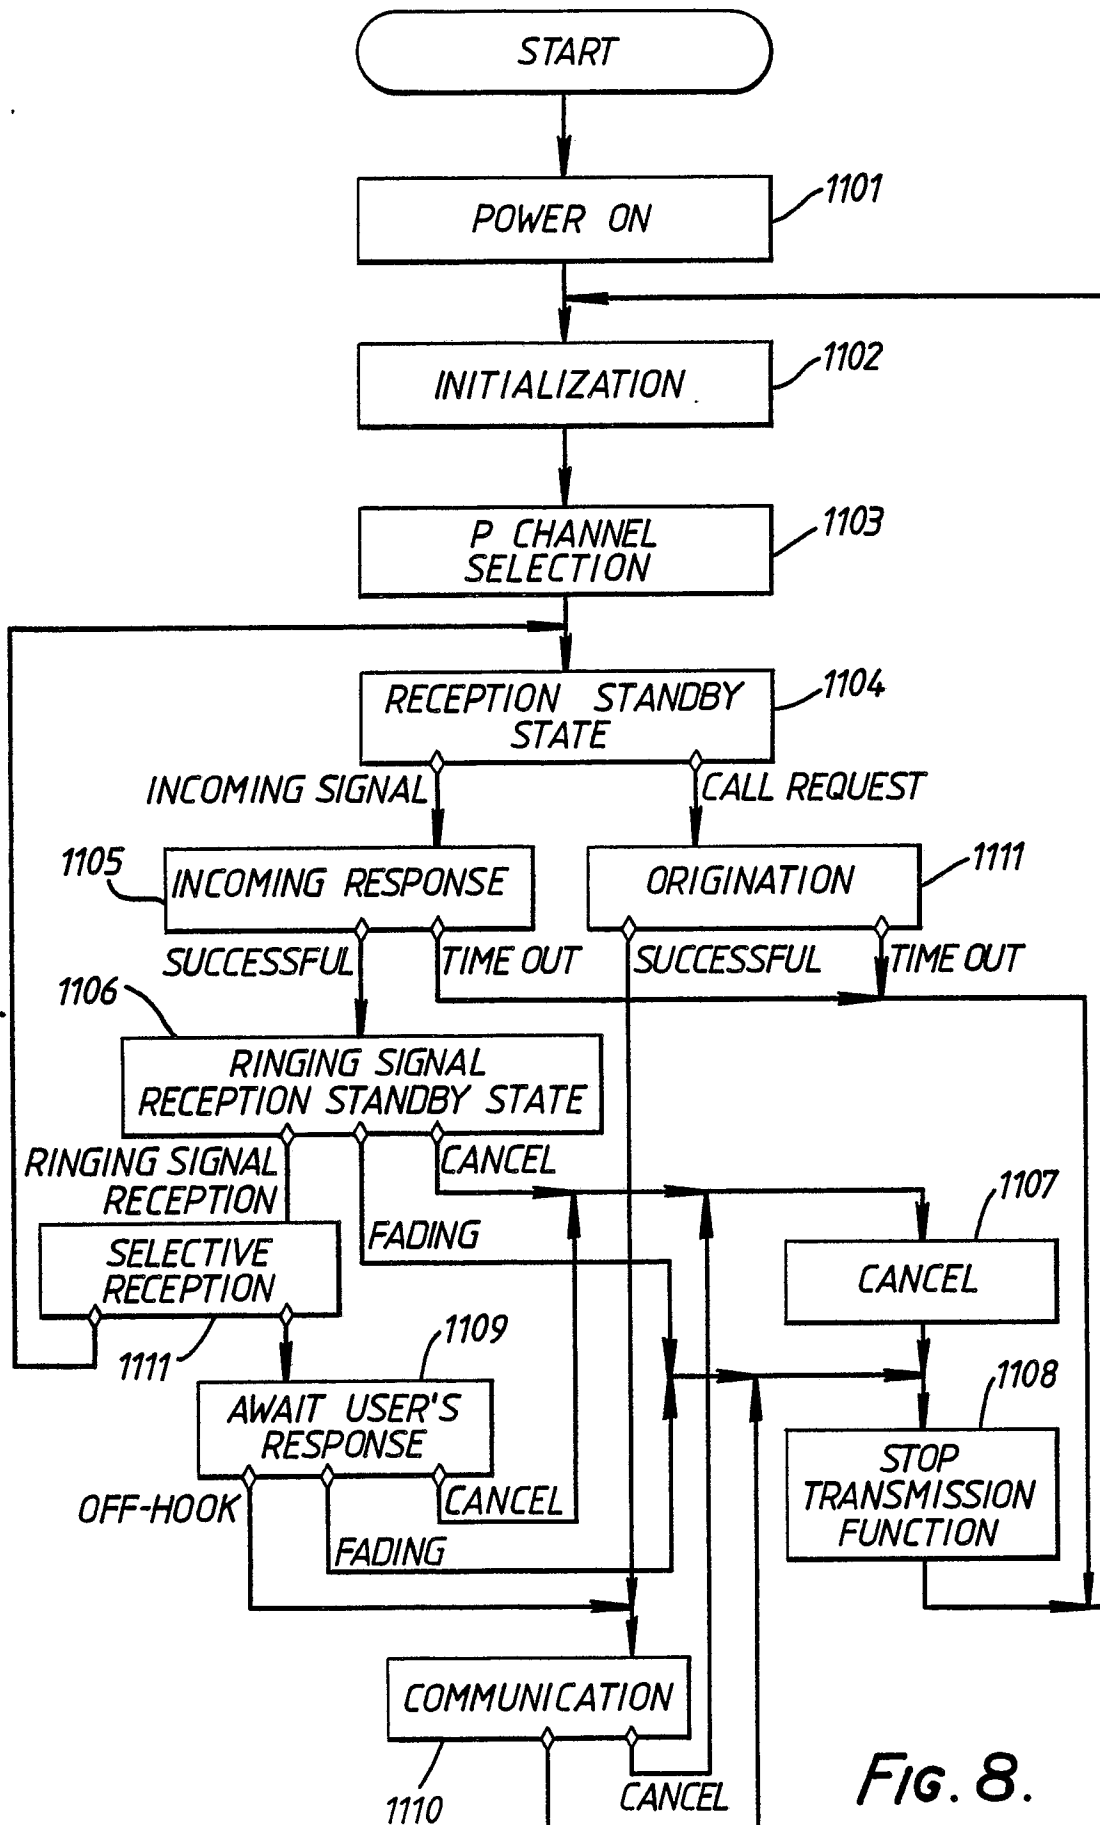 START
POWER ON
1101
INITIALIZATION
1102
P CHANNEL
SELECTION
1103
RECEPTION STANDBY
STATE
1104
INCOMING SIGNAL
CALL REQUEST
1105
INCOMING RESPONSE
ORIGINATION
1111
SUCCESSFUL
TIME OUT
SUCCESSFUL
TIME OUT
1106
RINGING SIGNAL
RECEPTION STANDBY STATE
RINGING SIGNAL
RECEPTION
CANCEL
FADING
1107
CANCEL
SELECTIVE
RECEPTION
1111
1109
AWAIT USER'S
RESPONSE
1108
STOP
TRANSMISSION
FUNCTION
OFF-HOOK
CANCEL
FADING
COMMUNICATION
1110
CANCEL
FIG. 8.